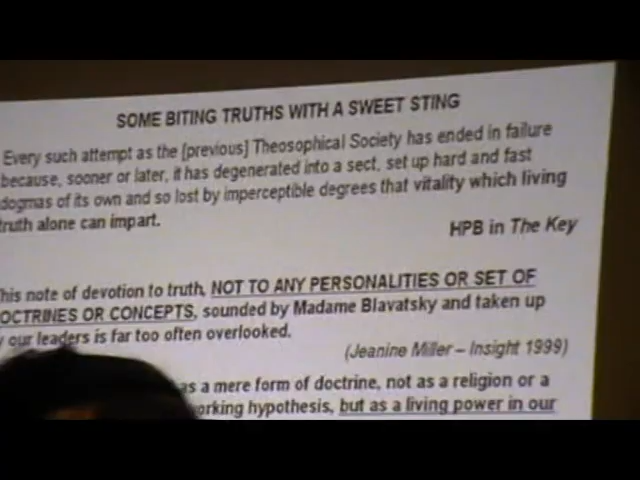 SOME BITING TRUTHS WITH A SWEET STING
Every such attempt as the [previous] Theosophical Society has ended in failure
because, sooner or later, it has degenerated into a sect, set up hard and fast
dogmas of its own and so lost by imperceptible degrees that vitality which living
truth alone can impart.
HPB in The Key
his note of devotion to truth, NOT TO ANY PERSONALITIES OR SET OF
OCTRINES OR CONCEPTS, sounded by Madame Blavatsky and taken up
y our leaders is far too often overlooked.
(Jeanine Miller – Insight 1999)
as a mere form of doctrine, not as a religion or a
orking hypothesis, but as a living power in our